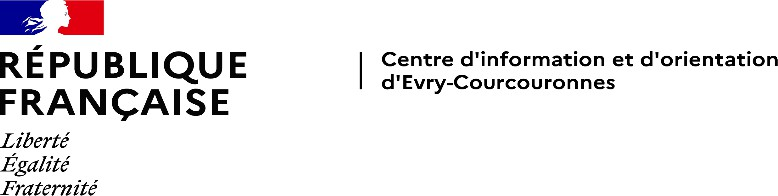 RÉPUBLIQUE
FRANÇAISE
Liberté
Égalité
Fraternité
Centre d'information et d'orientation
d'Evry-Courcouronnes